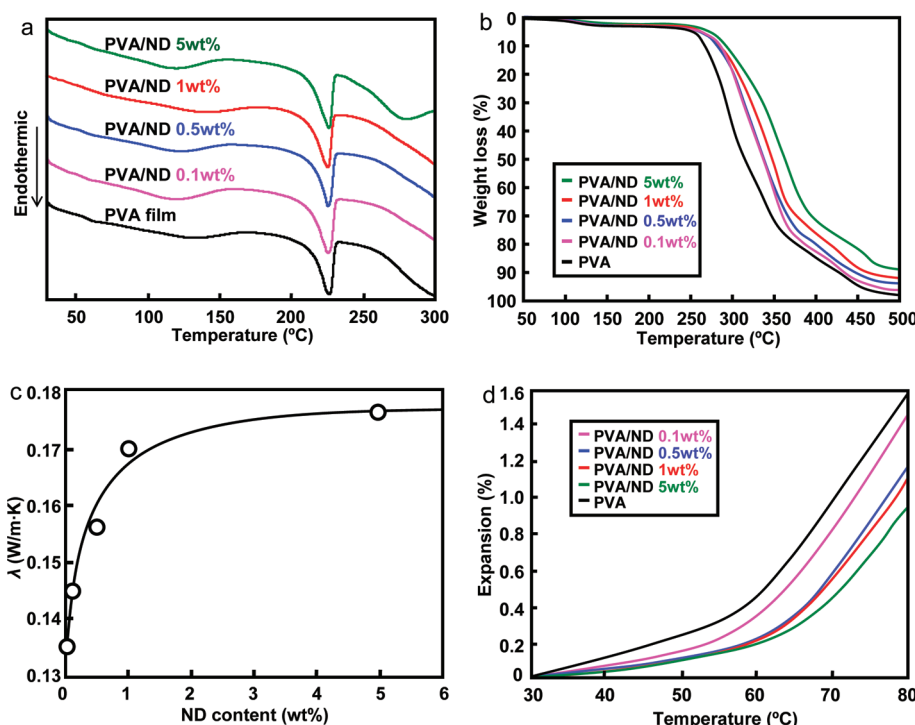 a
PVA/ND 5wt%
PVA/ND 1wt%
PVA/ND 0.5wt%
PVA/ND 0.1wt%
PVA film
Endothermic
50 100 150 200 250 300
Temperature (ºC)
b
0
10
20
30
40
50
60
70
80
90
100
Weight loss (%)
PVA/ND 5wt%
PVA/ND 1wt%
PVA/ND 0.5wt%
PVA/ND 0.1wt%
PVA
50 100 150 200 250 300 350 400 450 500
Temperature (ºC)
c
0.18
0.17
0.16
0.15
0.14
0.13
λ (W/m·K)
0 1 2 3 4 5 6
ND content (wt%)
d
1.6
1.4
1.2
1.0
0.8
0.6
0.4
0.2
0
Expansion (%)
PVA/ND 0.1wt%
PVA/ND 0.5wt%
PVA/ND 1wt%
PVA/ND 5wt%
PVA
30 40 50 60 70 80
Temperature (ºC)